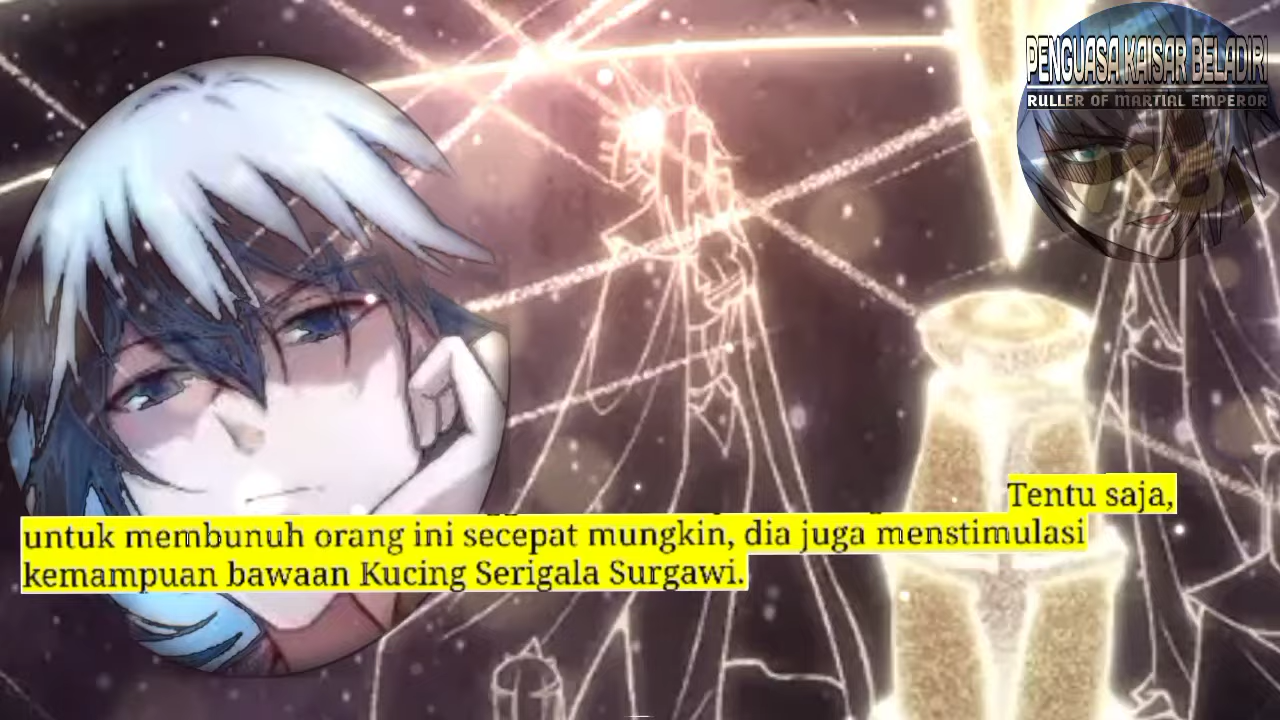 PENGUASA KAISAR BELADIRI
RULLER OF MARTIAL EMPEROR
Tentu saja,
untuk membunuh orang ini secepat mungkin, dia juga menstimulasi
kemampuan bawaan Kucing Serigala Surgawi.